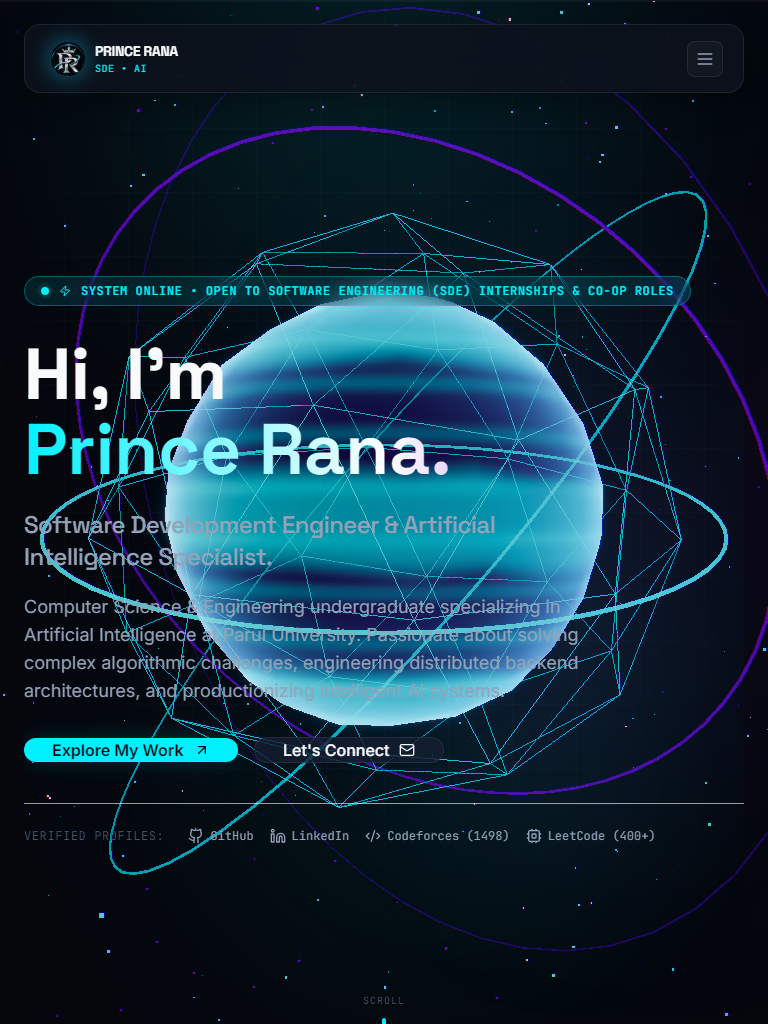 PRINCE RANA
SDE • AI
SYSTEM ONLINE • OPEN TO SOFTWARE ENGINEERING (SDE) INTERNSHIPS & CO-OP ROLES
Hi, I’m
Prince Rana.
Software Development Engineer & Artificial
Intelligence Specialist.
Computer Science & Engineering undergraduate specializing in
Artificial Intelligence at Parul University. Passionate about solving
complex algorithmic challenges, engineering distributed backend
architectures, and productionizing intelligent AI systems.
Explore My Work
Let's Connect
VERIFIED PROFILES: GitHub LinkedIn Codeforces (1498) LeetCode (400+)
SCROLL